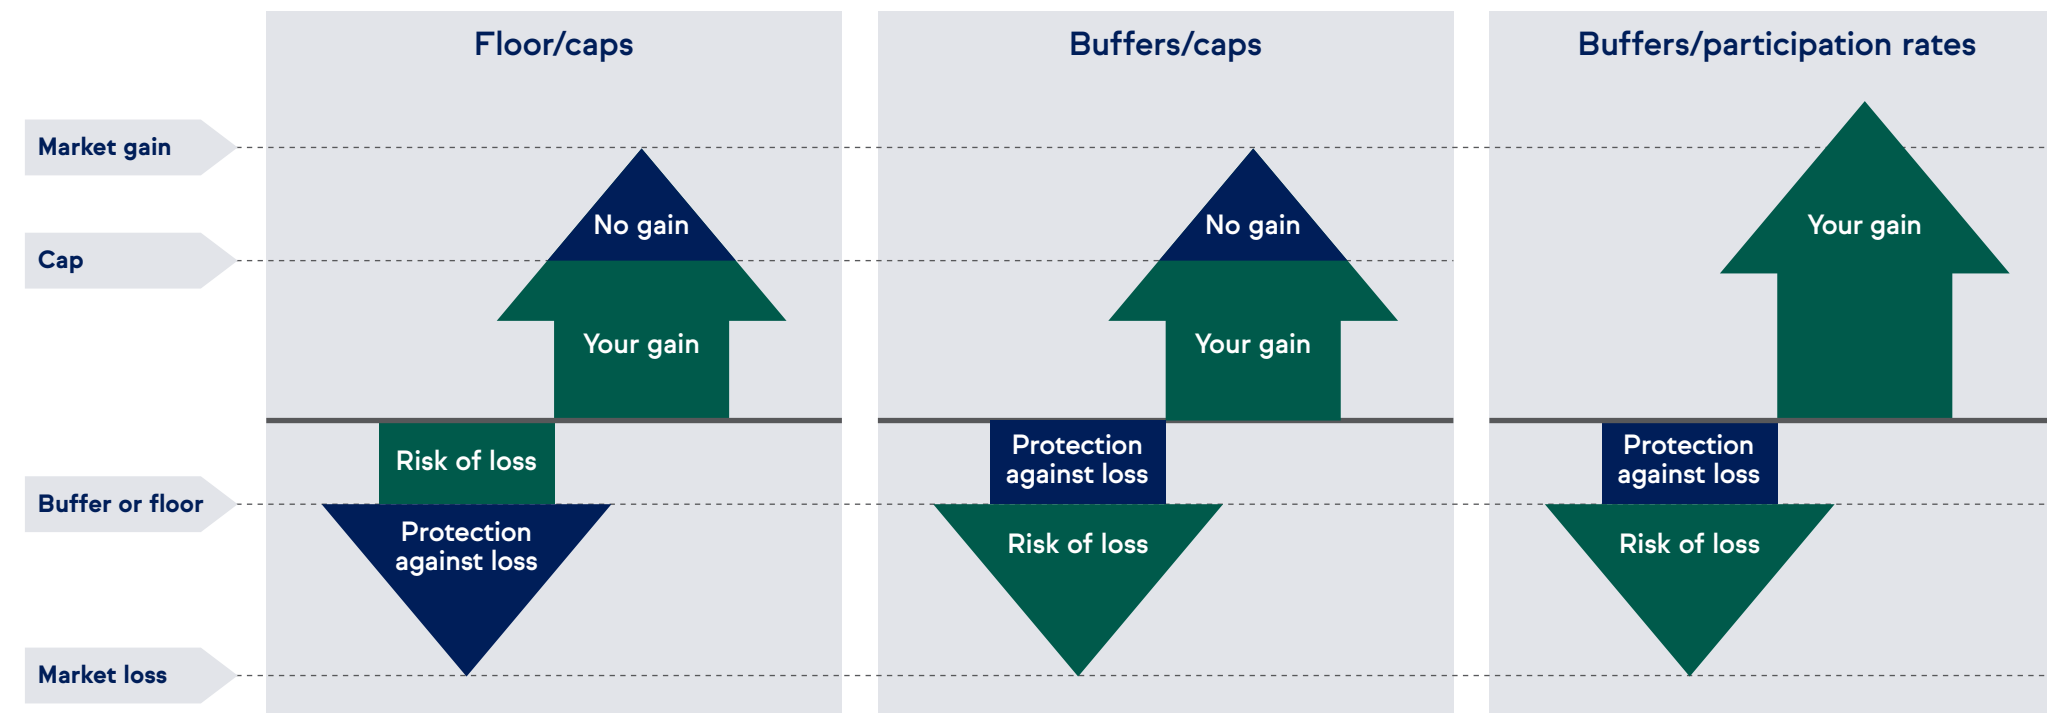 Floor/caps
Buffers/caps
Buffers/participation rates
Market gain
Cap
Buffer or floor
Market loss
No gain
Your gain
Risk of loss
Protection
against loss
No gain
Your gain
Protection
against loss
Risk of loss
Your gain
Protection
against loss
Risk of loss